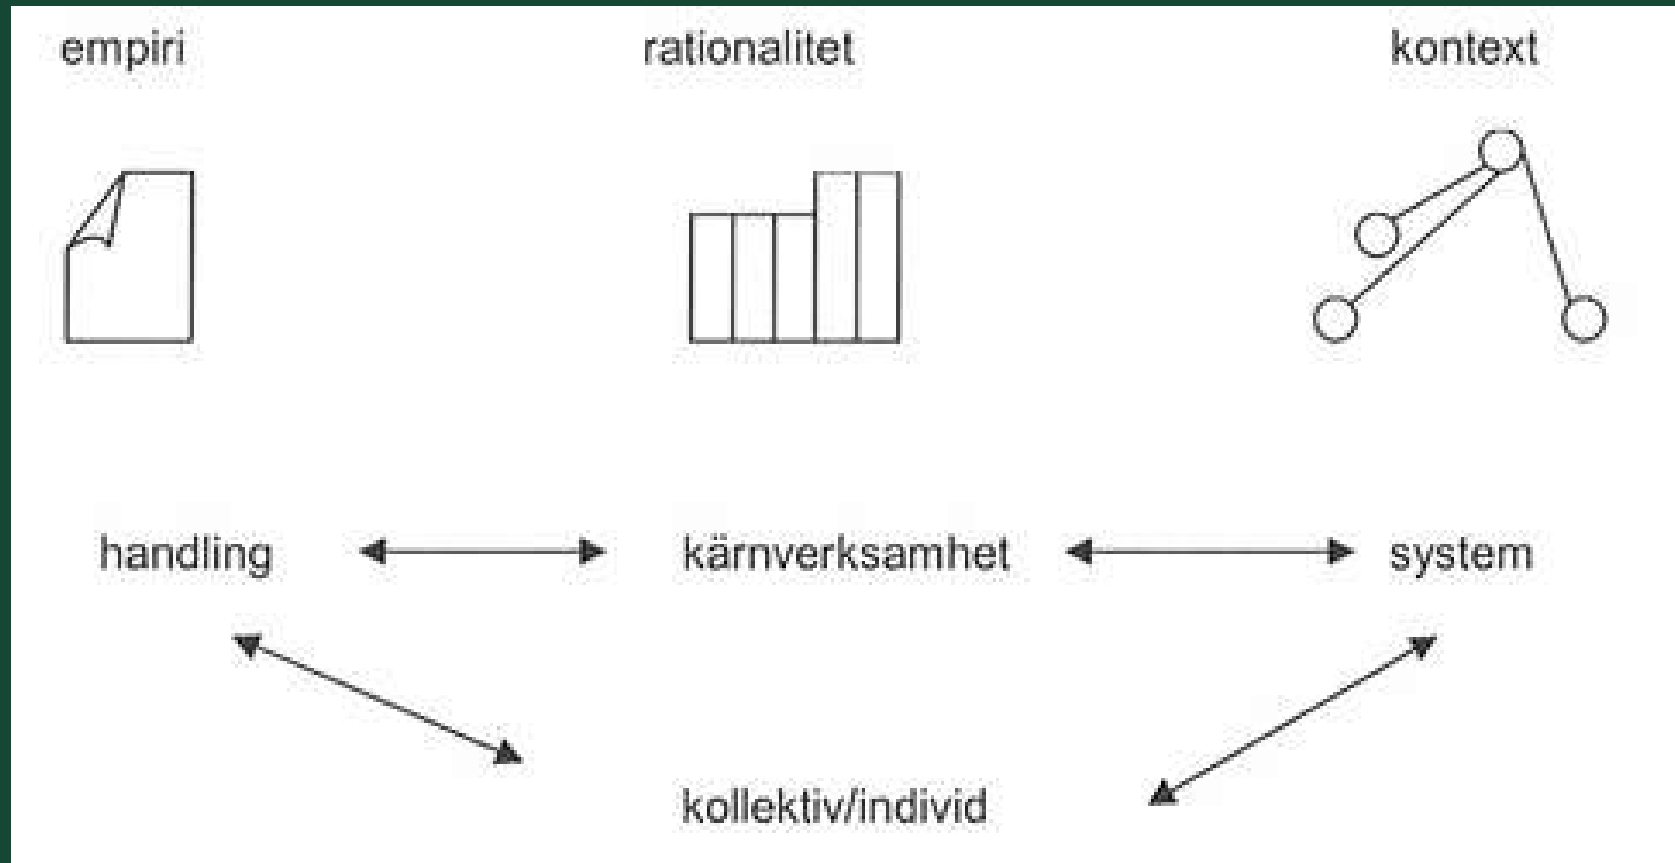 empiri rationalitet kontext
handling kärnverksamhet system
kollektiv/individ